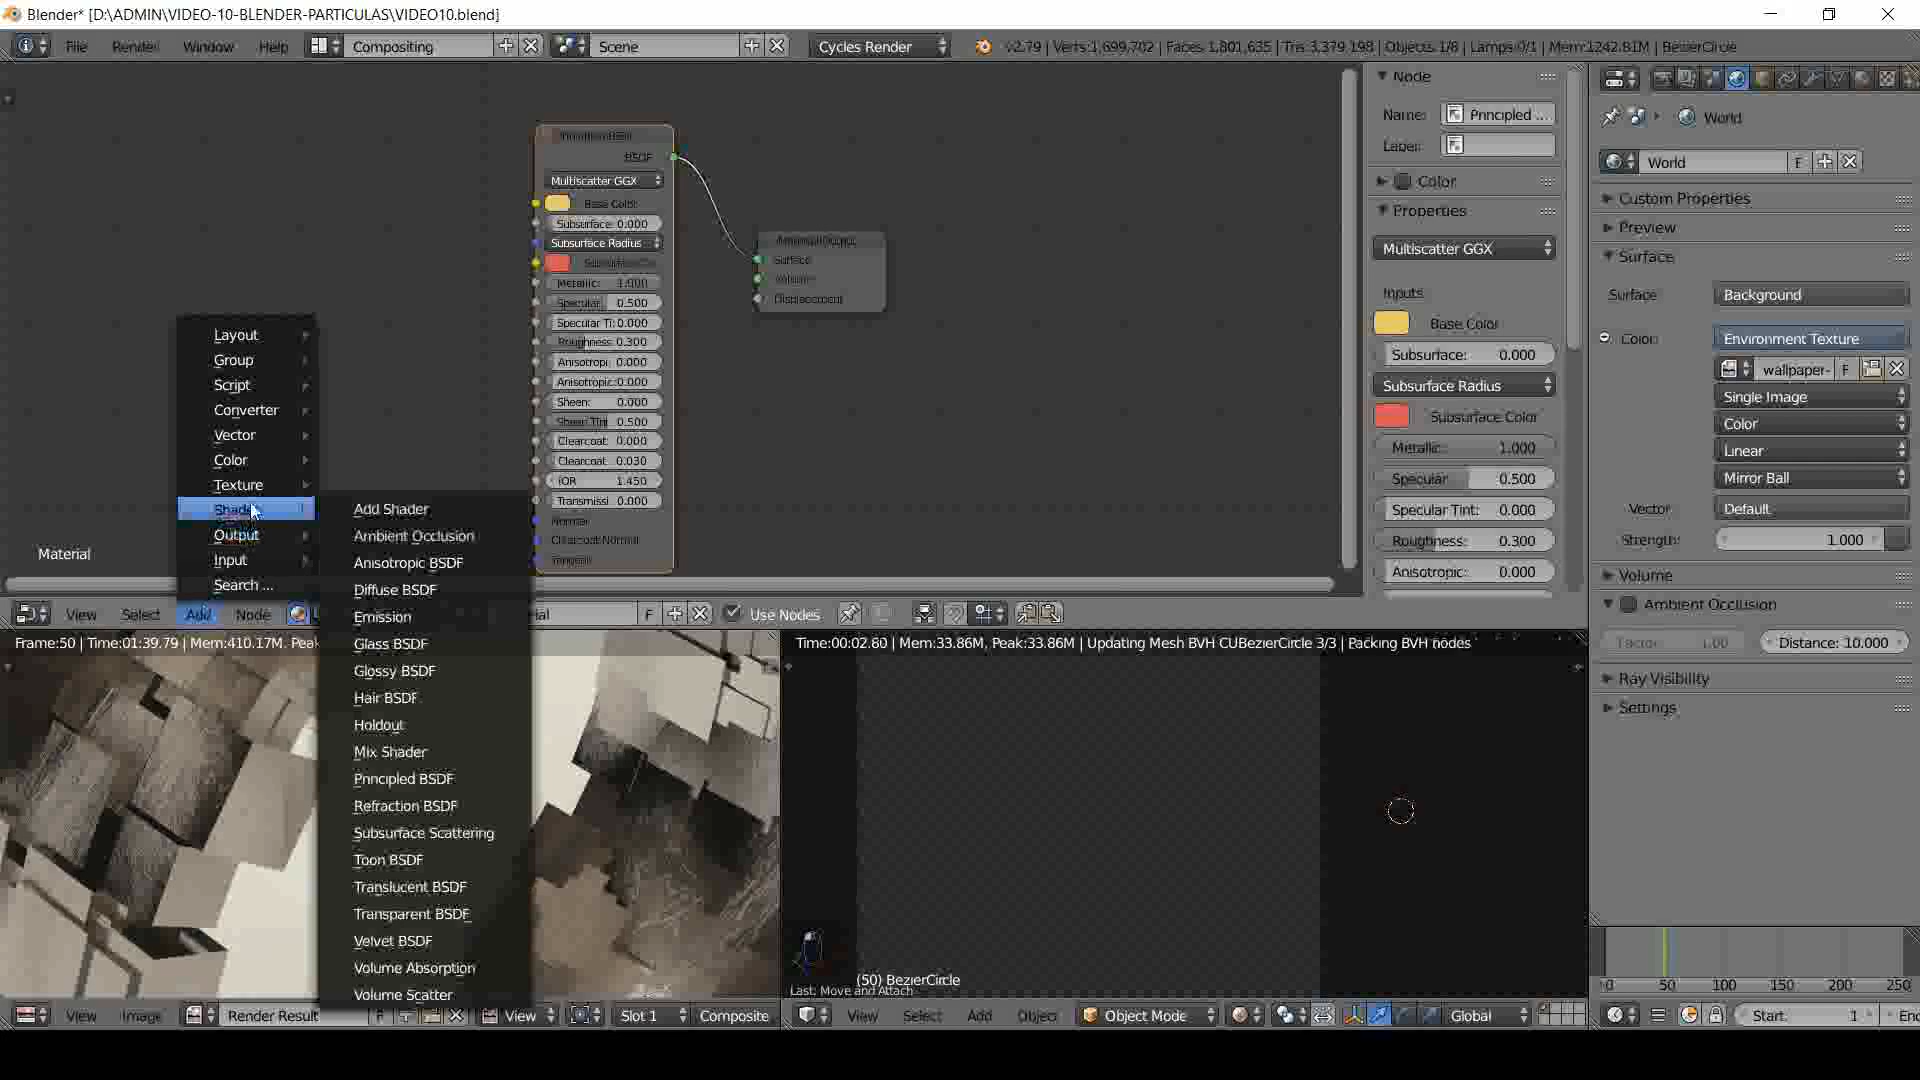 Blender* [D:\ADMIN\VIDEO-10-BLENDER-PARTICULAS\VIDEO10.blend]
File Render Window Help Compositing Scene Cycles Render v2.79 | Verts:1,699,702 | Faces:1,801,635 | Tris:3,379,198 | Objects:1/8 | Lamps:0/1 | Mem:1242.81M | BezierCircle
BSDF
Multiscatter GGX
Base Color
Subsurface: 0.000
Subsurface Radius
Metallic: 1.000
Specular: 0.500
Specular Ti: 0.000
Roughness: 0.300
Anisotropi: 0.000
Anisotropic: 0.000
Sheen: 0.000
Sheen Tint: 0.500
Clearcoat: 0.000
Clearcoat: 0.030
IOR 1.450
Transmissi: 0.000
Normal
Clearcoat Normal
Tangent
Material Output
Surface
Volume
Displacement
Layout
Group
Script
Converter
Vector
Color
Texture
Shader
Output
Input
Search ...
Add Shader
Ambient Occlusion
Anisotropic BSDF
Diffuse BSDF
Emission
Glass BSDF
Glossy BSDF
Hair BSDF
Holdout
Mix Shader
Principled BSDF
Refraction BSDF
Subsurface Scattering
Toon BSDF
Translucent BSDF
Transparent BSDF
Velvet BSDF
Volume Absorption
Volume Scatter
Material
View Select Add Node ial F Use Nodes
Node
Name: Principled ...
Label:
Color
Properties
Multiscatter GGX
Inputs
Base Color
Subsurface: 0.000
Subsurface Radius
Subsurface Color
Metallic: 1.000
Specular: 0.500
Specular Tint: 0.000
Roughness: 0.300
Anisotropic: 0.000
World
World F
Custom Properties
Preview
Surface
Surface: Background
Color: Environment Texture
wallpaper- F
Single Image
Color
Linear
Mirror Ball
Vector: Default
Strength: 1.000
Volume
Ambient Occlusion
Factor: 1.00 Distance: 10.000
Ray Visibility
Settings
Frame:50 | Time:01:39.79 | Mem:410.17M, Peak
Time:00:02.60 | Mem:33.86M, Peak:33.86M | Updating Mesh BVH CUBezierCircle 3/3 | Packing BVH nodes
(50) BezierCircle
Last: Move and Attach
View Image Render Result F View Slot 1 Composite
View Select Add Object Object Mode Global
0 50 100 150 200 250
Start: 1 End